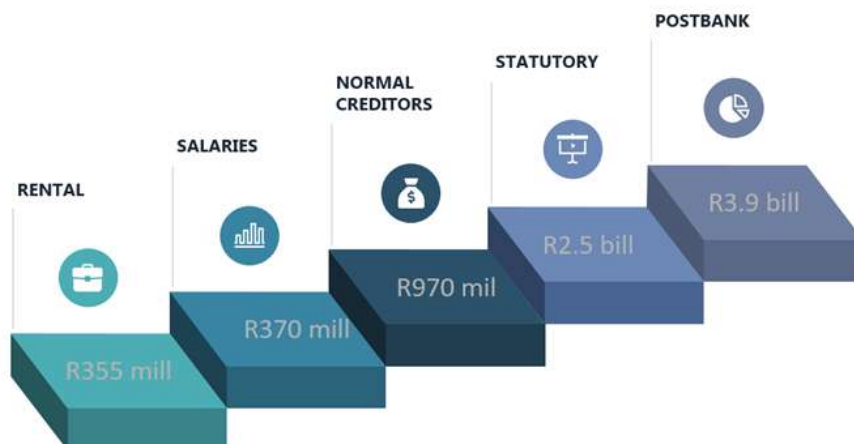 POSTBANK
STATUTORY
NORMAL
CREDITORS
SALARIES
RENTAL
R3.9 bill
R2.5 bill
R970 mil
R370 mill
R355 mill
$